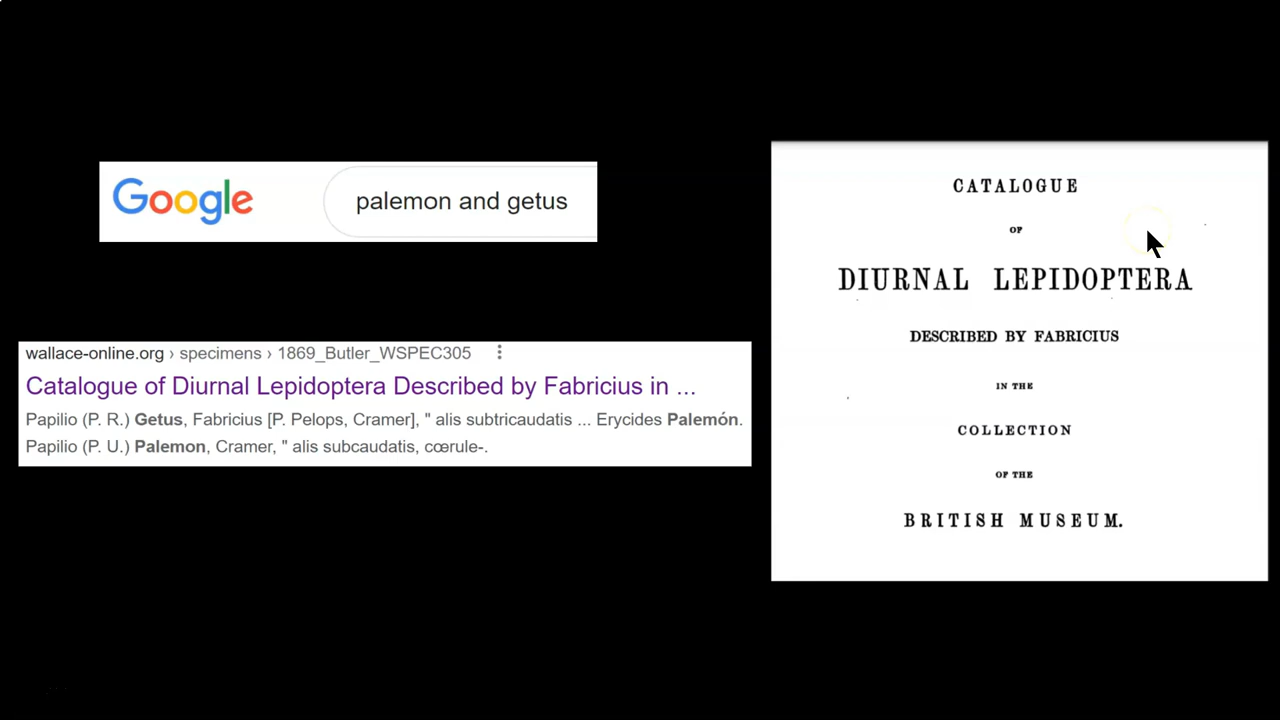 Google
palemon and getus
wallace-online.org › specimens › 1869_Butler_WSPEC305
Catalogue of Diurnal Lepidoptera Described by Fabricius in ...
Papilio (P. R.) Getus, Fabricius [P. Pelops, Cramer], " alis subtricaudatis ... Erycides Palemón.
Papilio (P. U.) Palemon, Cramer, " alis subcaudatis, cœrule-.
CATALOGUE
OF
DIURNAL LEPIDOPTERA
DESCRIBED BY FABRICIUS
IN THE
COLLECTION
OF THE
BRITISH MUSEUM.